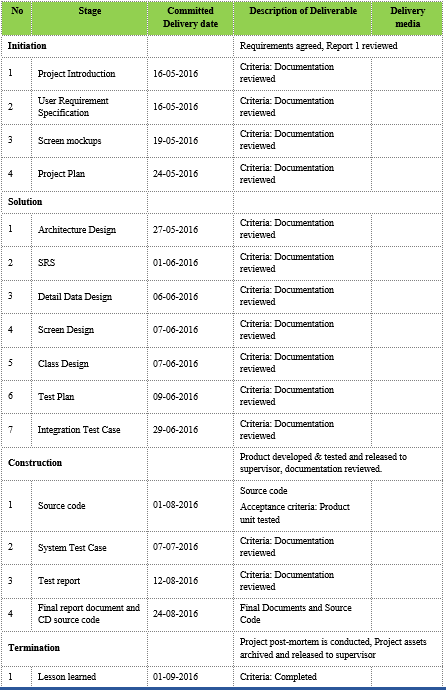 No Stage Committed Delivery date Description of Deliverable Delivery media
Initiation Requirements agreed, Report 1 reviewed
1 Project Introduction 16-05-2016 Criteria: Documentation reviewed
2 User Requirement Specification 16-05-2016 Criteria: Documentation reviewed
3 Screen mockups 19-05-2016 Criteria: Documentation reviewed
4 Project Plan 24-05-2016 Criteria: Documentation reviewed
Solution
1 Architecture Design 27-05-2016 Criteria: Documentation reviewed
2 SRS 01-06-2016 Criteria: Documentation reviewed
3 Detail Data Design 06-06-2016 Criteria: Documentation reviewed
4 Screen Design 07-06-2016 Criteria: Documentation reviewed
5 Class Design 07-06-2016 Criteria: Documentation reviewed
6 Test Plan 09-06-2016 Criteria: Documentation reviewed
7 Integration Test Case 29-06-2016 Criteria: Documentation reviewed
Construction Product developed & tested and released to supervisor, documentation reviewed.
1 Source code 01-08-2016 Source code Acceptance criteria: Product unit tested
2 System Test Case 07-07-2016 Criteria: Documentation reviewed
3 Test report 12-08-2016 Criteria: Documentation reviewed
4 Final report document and CD source code 24-08-2016 Final Documents and Source Code
Termination Project post-mortem is conducted, Project assets archived and released to supervisor
1 Lesson learned 01-09-2016 Criteria: Completed